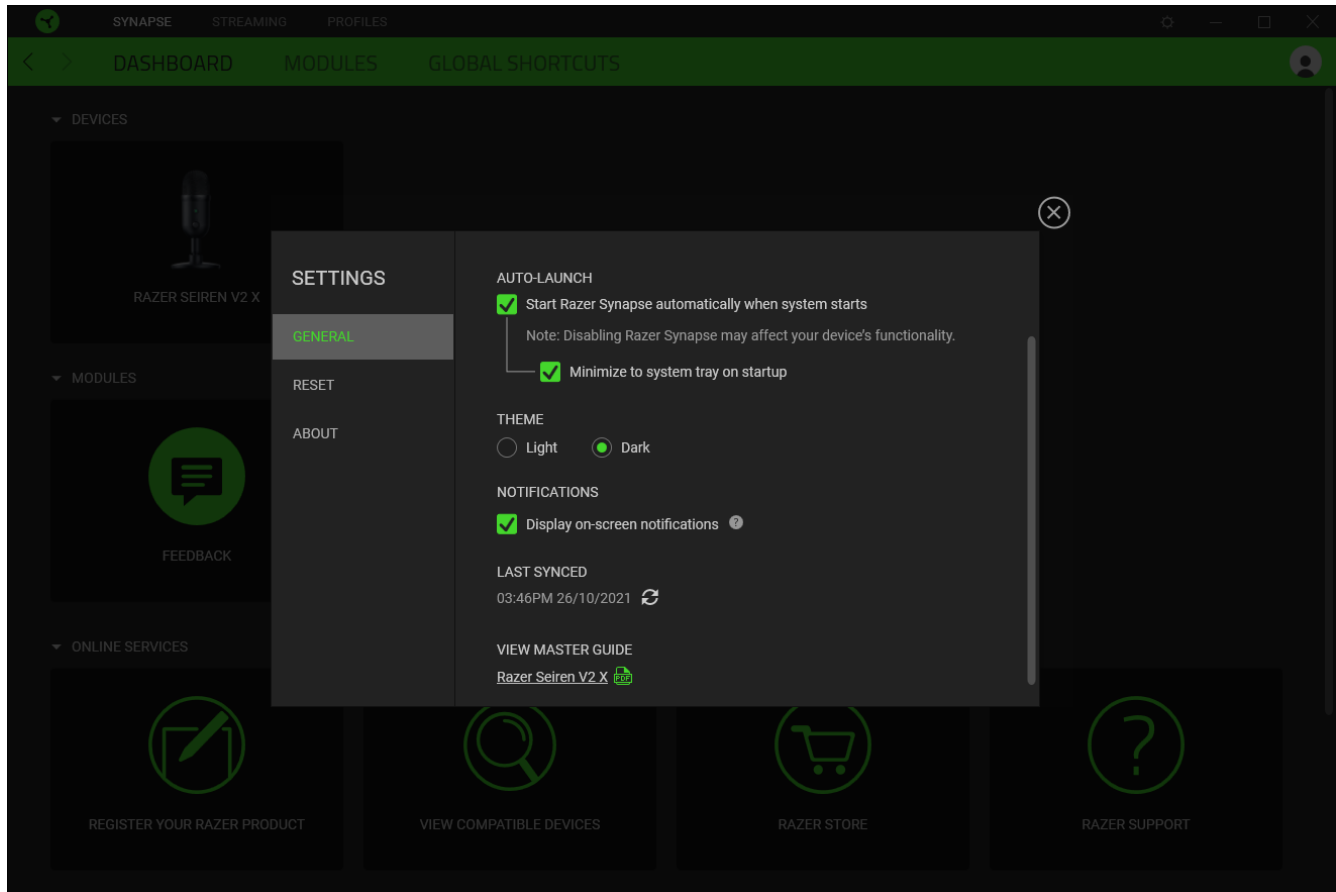 SYNAPSE STREAMING PROFILES
DASHBOARD MODULES GLOBAL SHORTCUTS
DEVICES
RAZER SEIREN V2 X
MODULES
FEEDBACK
ONLINE SERVICES
REGISTER YOUR RAZER PRODUCT
VIEW COMPATIBLE DEVICES
RAZER STORE
RAZER SUPPORT
SETTINGS
GENERAL
RESET
ABOUT
AUTO-LAUNCH
Start Razer Synapse automatically when system starts
Note: Disabling Razer Synapse may affect your device's functionality.
Minimize to system tray on startup
THEME
Light Dark
NOTIFICATIONS
Display on-screen notifications ?
LAST SYNCED
03:46PM 26/10/2021
VIEW MASTER GUIDE
Razer Seiren V2 X PDF